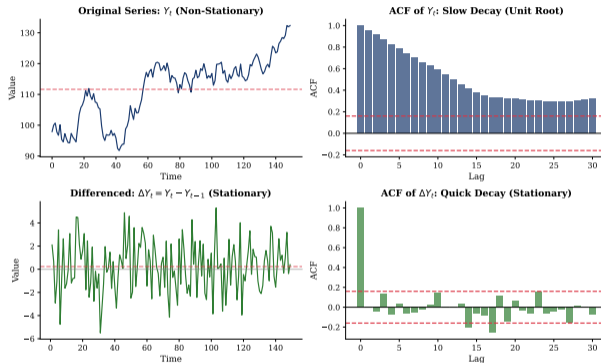 Original Series: Yₜ (Non-Stationary)
Value
130
120
110
100
90
0 20 40 60 80 100 120 140
Time
ACF of Yₜ: Slow Decay (Unit Root)
ACF
1.0
0.8
0.6
0.4
0.2
0.0
−0.2
0 5 10 15 20 25 30
Lag
Differenced: ΔYₜ = Yₜ − Yₜ₋₁ (Stationary)
Value
4
2
0
−2
−4
−6
0 20 40 60 80 100 120 140
Time
ACF of ΔYₜ: Quick Decay (Stationary)
ACF
1.0
0.8
0.6
0.4
0.2
0.0
−0.2
0 5 10 15 20 25 30
Lag